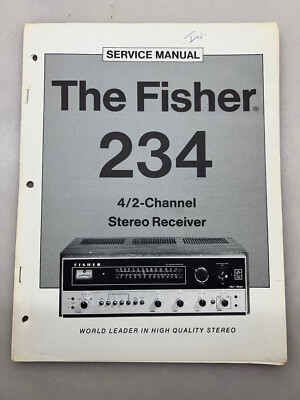 SERVICE MANUAL
The Fisher®
234
4/2-Channel
Stereo Receiver
FISHER
WORLD LEADER IN HIGH QUALITY STEREO